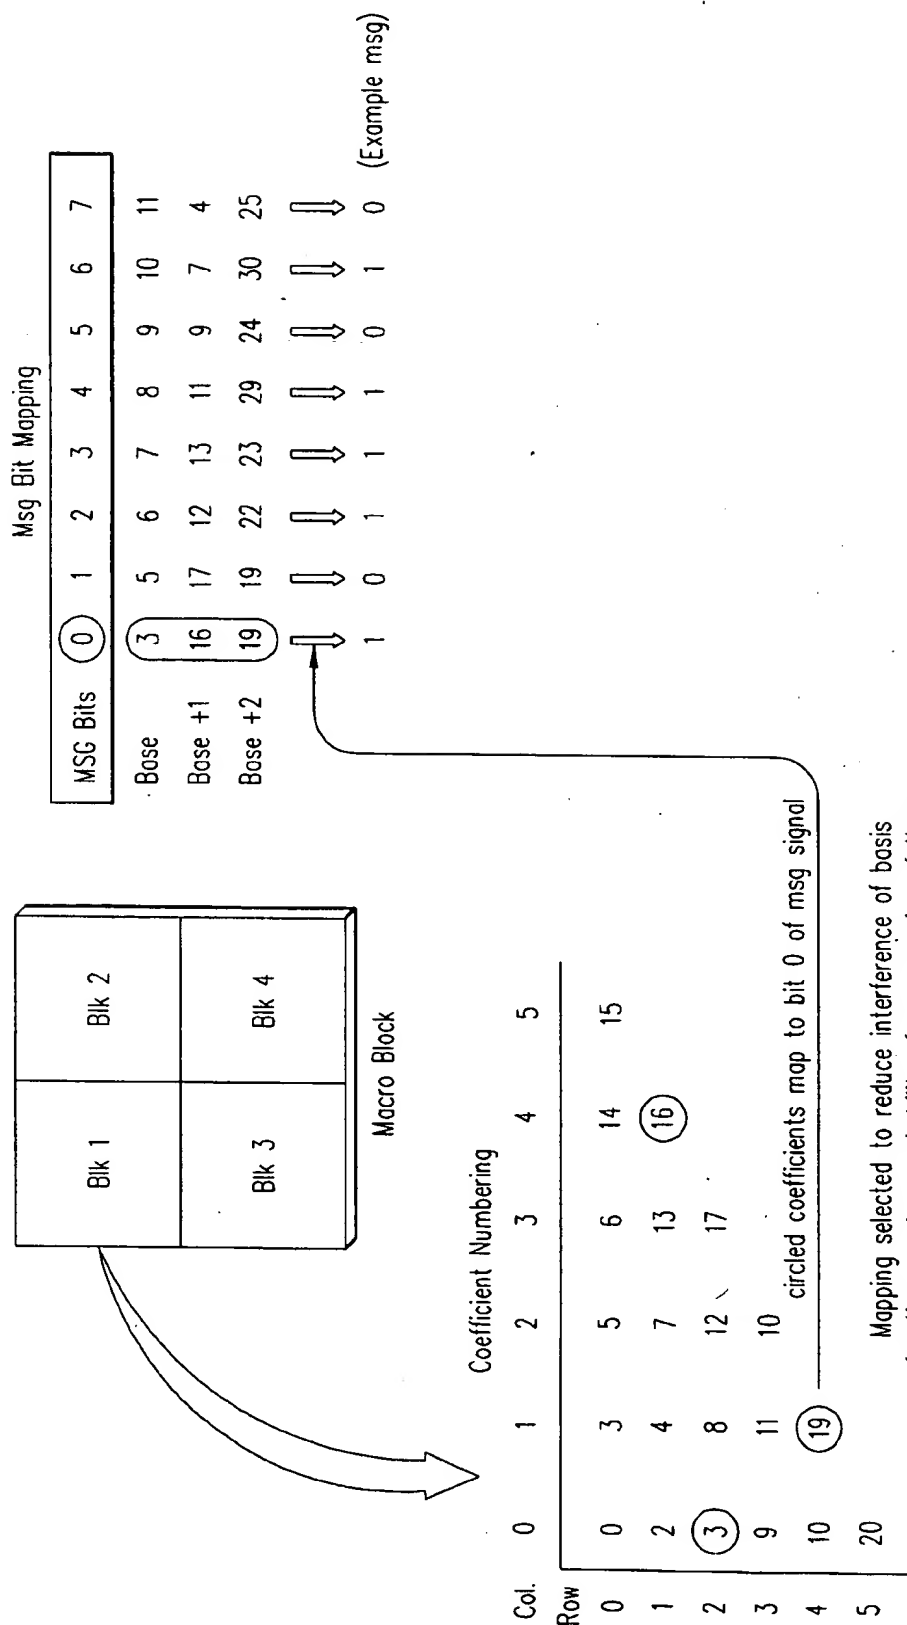 Msg Bit Mapping
MSG Bits 0 1 2 3 4 5 6 7
Base 3 5 6 7 8 9 10 11
Base +1 16 17 12 13 11 9 7 4
Base +2 19 19 22 23 29 24 30 25
1 0 1 1 1 0 1 0 (Example msg)
Blk 1 Blk 2
Blk 3 Blk 4
Macro Block
Coefficient Numbering
Col. 0 1 2 3 4 5
Row
0 0 3 5 6 14 15
1 2 4 7 13 16
2 3 8 12 17
3 9 11 10
circled coefficients map to bit 0 of msg signal
4 10 19
5 20
Mapping selected to reduce interference of basis